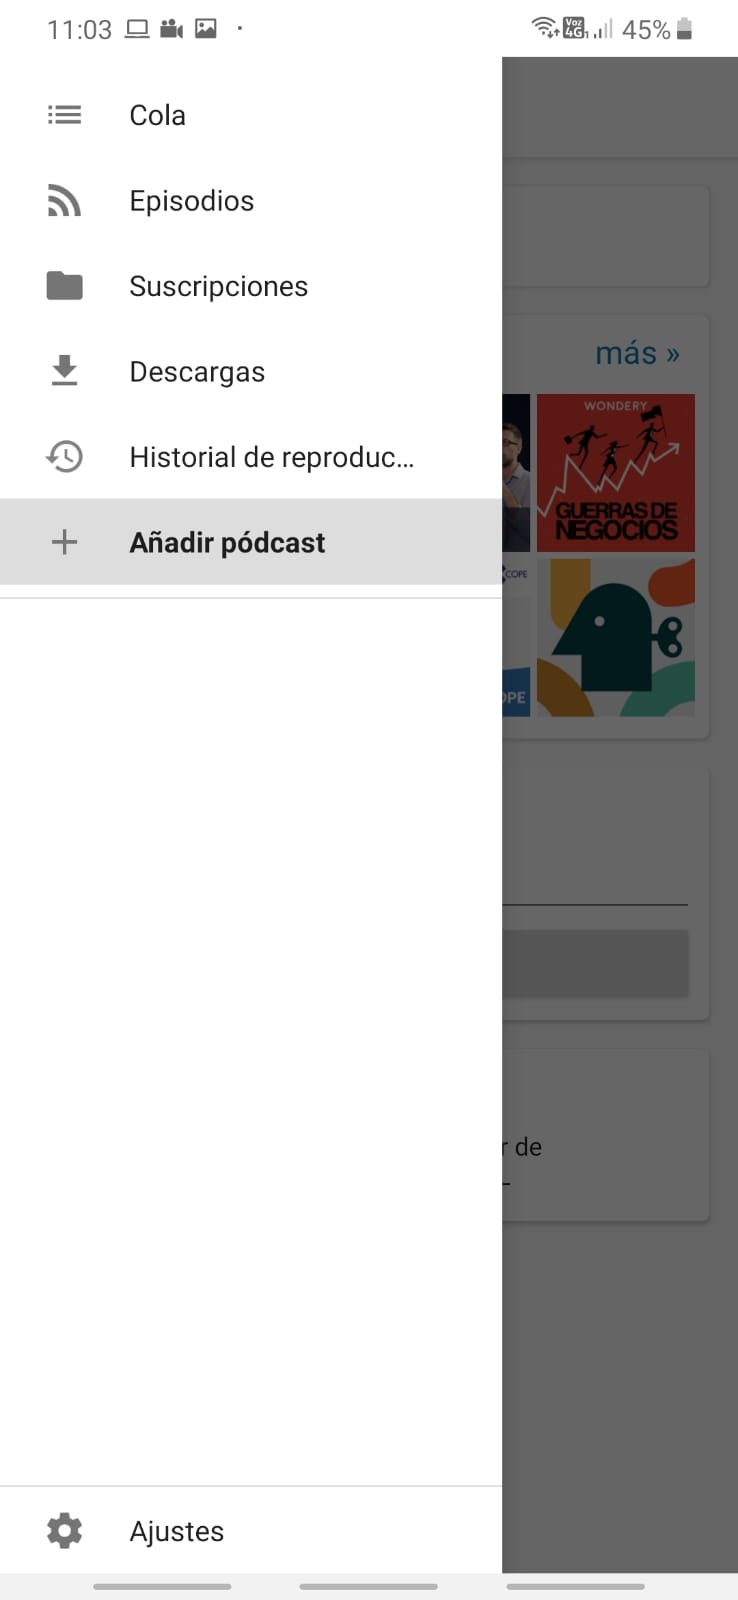 11:03
Voz
4G 1
45%
Cola
Episodios
Suscripciones
más »
Descargas
WONDERY
Historial de reproduc...
GUERRAS DE
NEGOCIOS
Añadir pódcast
COPE
OPE
r de
Ajustes